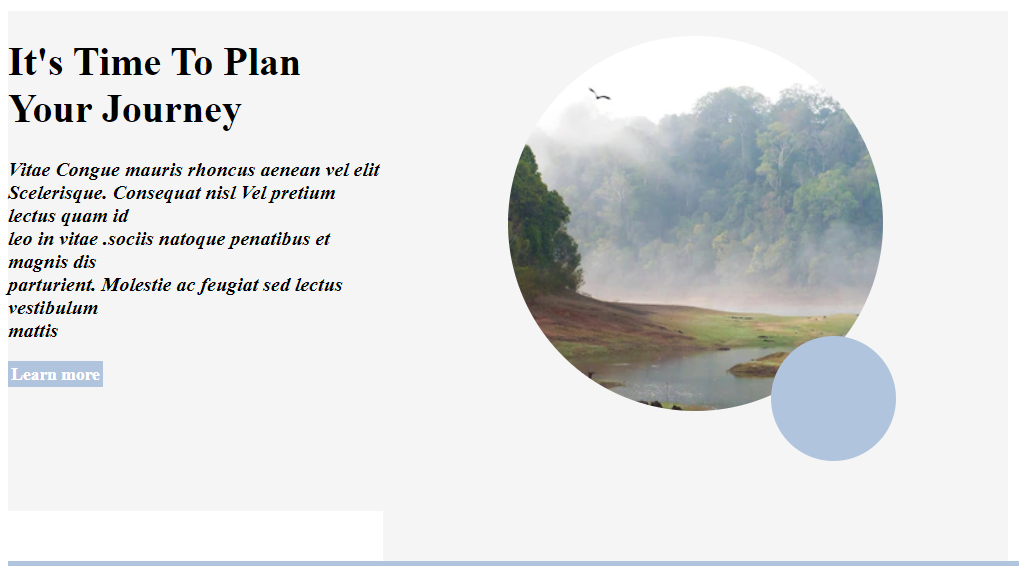 It's Time To Plan
Your Journey
Vitae Congue mauris rhoncus aenean vel elit
Scelerisque. Consequat nisl Vel pretium
lectus quam id
leo in vitae .sociis natoque penatibus et
magnis dis
parturient. Molestie ac feugiat sed lectus
vestibulum
mattis
Learn more